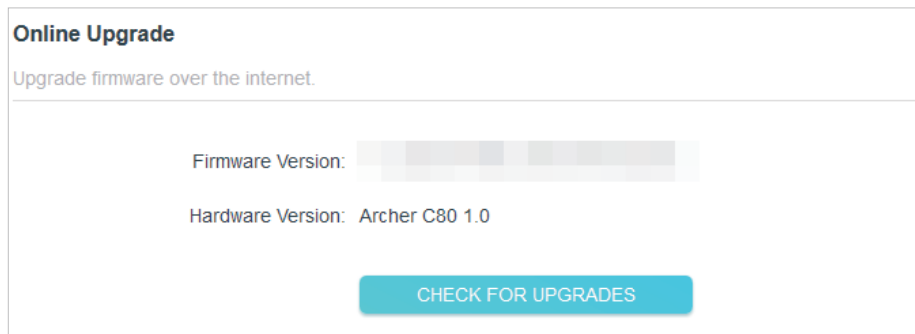 Online Upgrade
Upgrade firmware over the internet.
Firmware Version:
Hardware Version: Archer C80 1.0
CHECK FOR UPGRADES